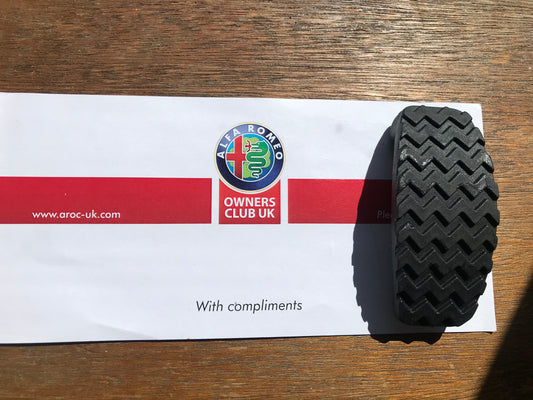 ALFA ROMEO
OWNERS
CLUB UK
www.aroc-uk.com
With compliments